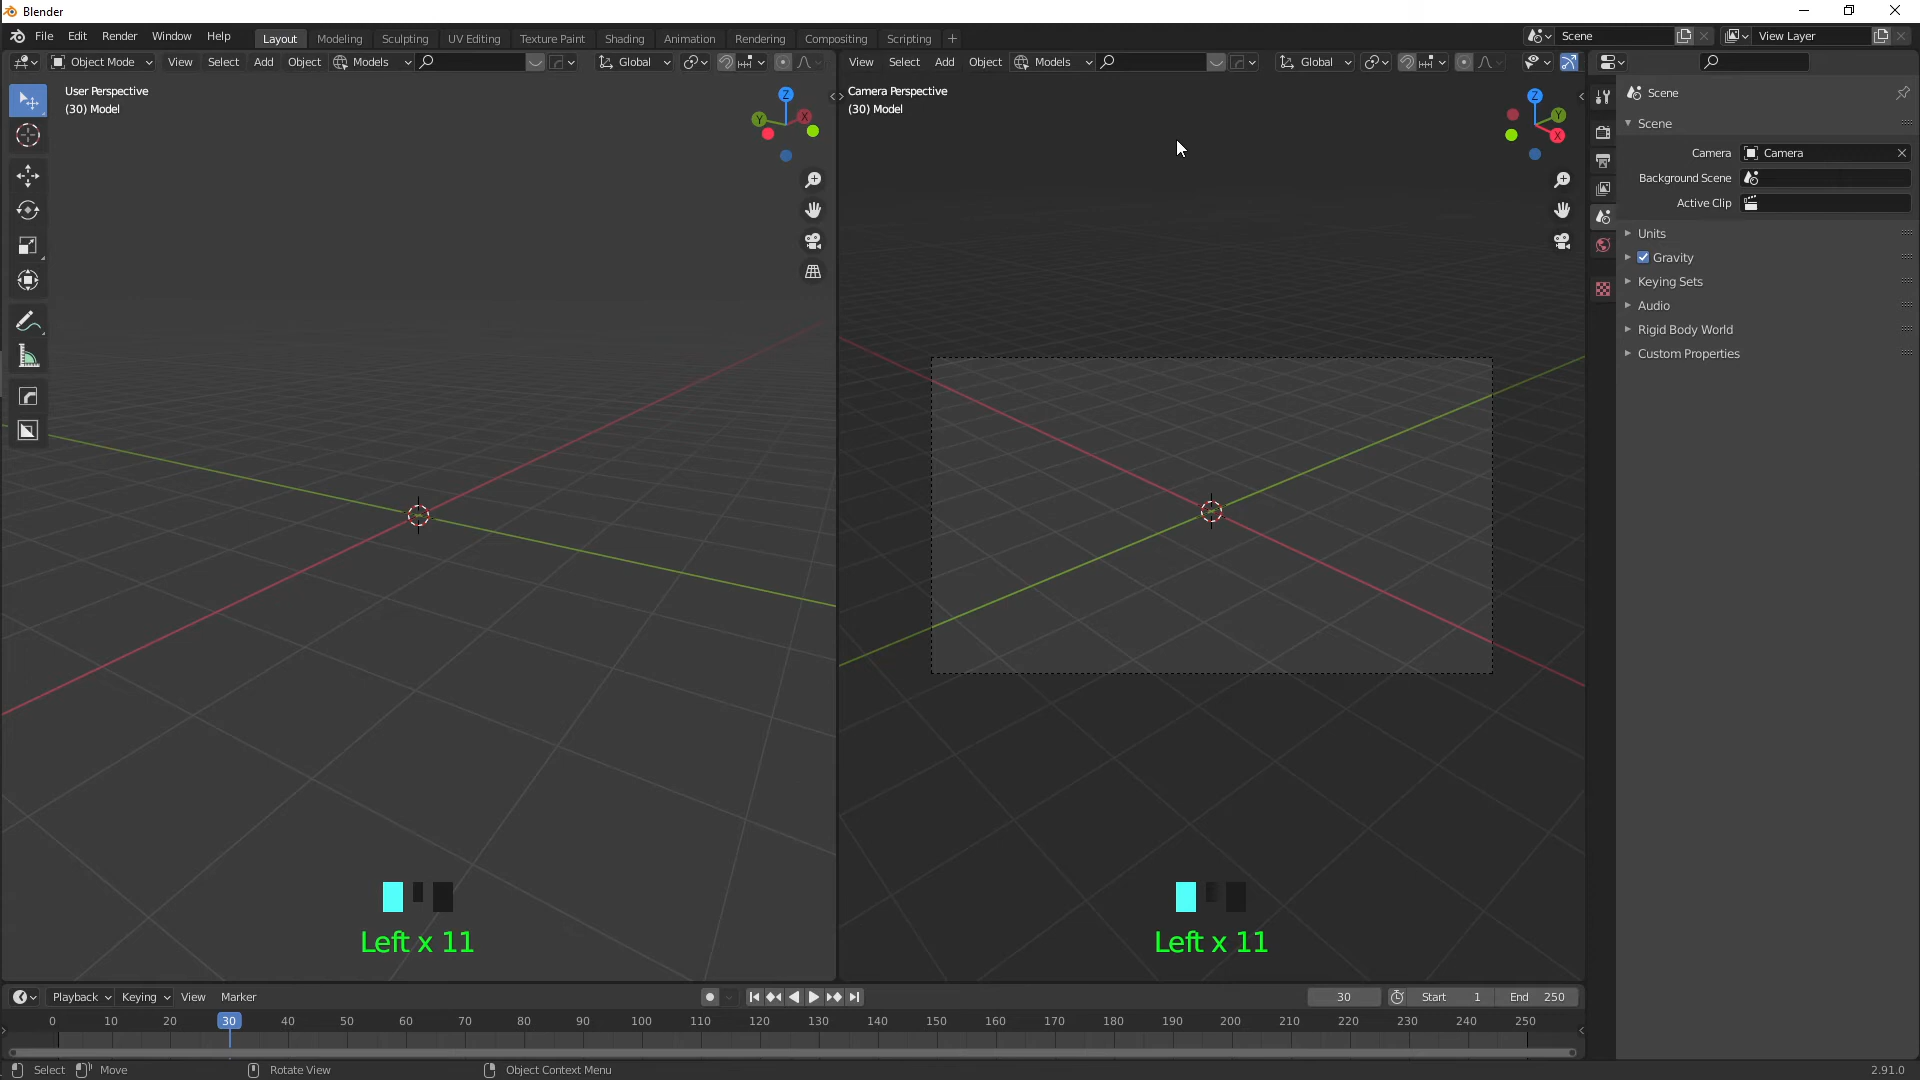 Blender
File Edit Render Window Help
Layout Modeling Sculpting UV Editing Texture Paint Shading Animation Rendering Compositing Scripting
Scene
View Layer
Object Mode View Select Add Object Models Global
View Select Add Object Models Global
User Perspective
(30) Model
Z
Y
X
Camera Perspective
(30) Model
Z
Y
X
Left x 11
Left x 11
Scene
Scene
Camera Camera
Background Scene
Active Clip
Units
Gravity
Keying Sets
Audio
Rigid Body World
Custom Properties
Playback Keying View Marker
30 Start 1 End 250
0 10 20 30 40 50 60 70 80 90 100 110 120 130 140 150 160 170 180 190 200 210 220 230 240 250
Select Move Rotate View Object Context Menu 2.91.0